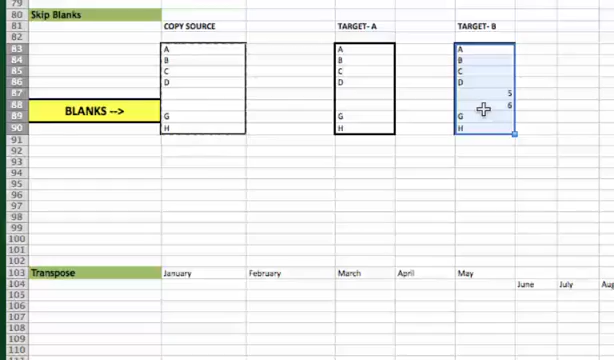 79
80 Skip Blanks
81 COPY SOURCE TARGET- A TARGET- B
82
83 A A A
84 B B B
85 C C C
86 D D D
87 5
88 6
BLANKS -->
89 G G G
90 H H H
91
92
93
94
95
96
97
98
99
100
101
102
103 Transpose January February March April May
104 June July Aug
105
106
107
108
109
110